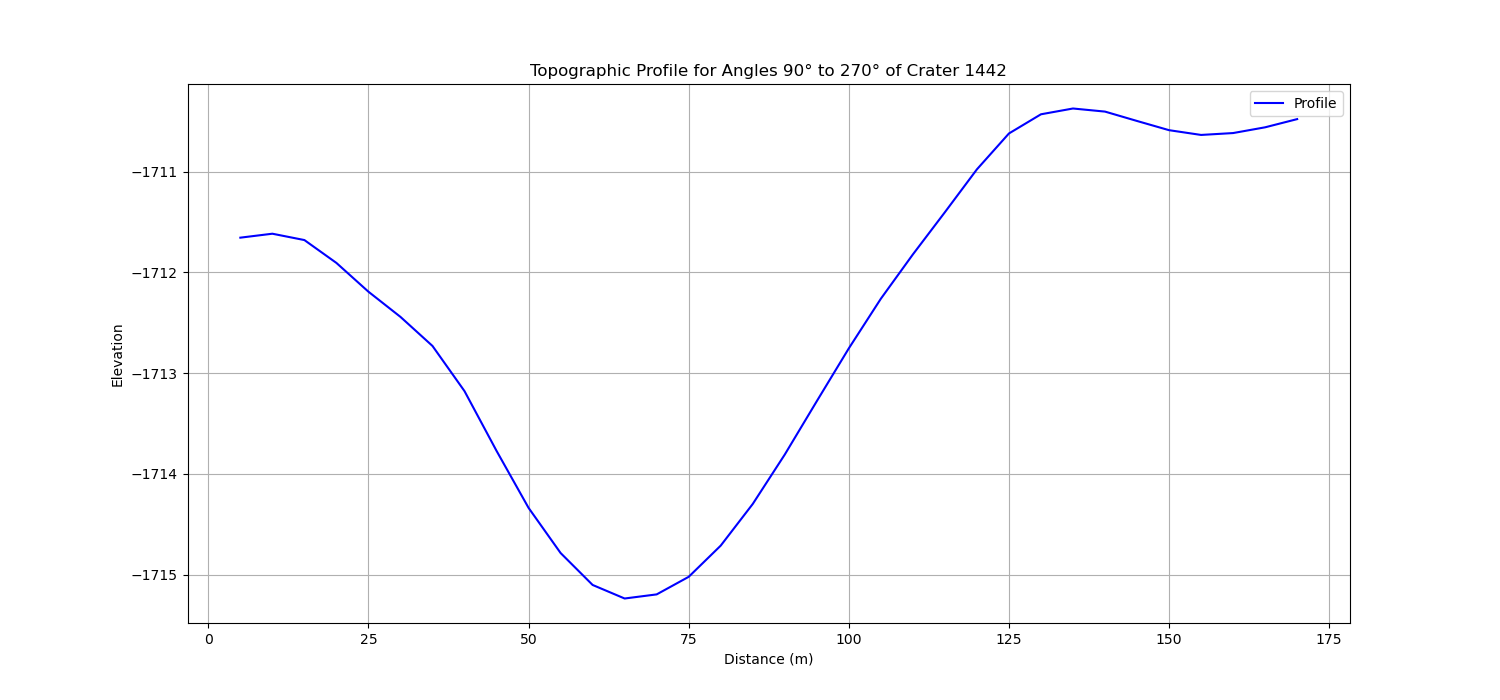 Topographic Profile for Angles 90° to 270° of Crater 1442
Profile
Elevation
−1711
−1712
−1713
−1714
−1715
0 25 50 75 100 125 150 175
Distance (m)